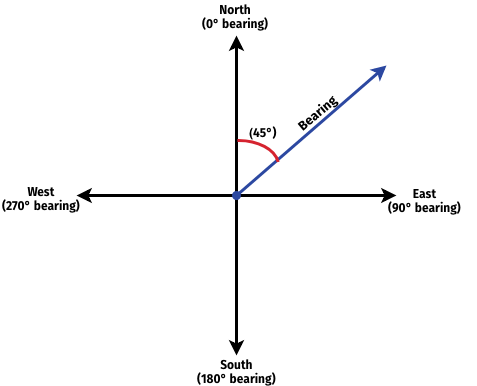 North
(0° bearing)
(45°)
Bearing
West
(270° bearing)
East
(90° bearing)
South
(180° bearing)